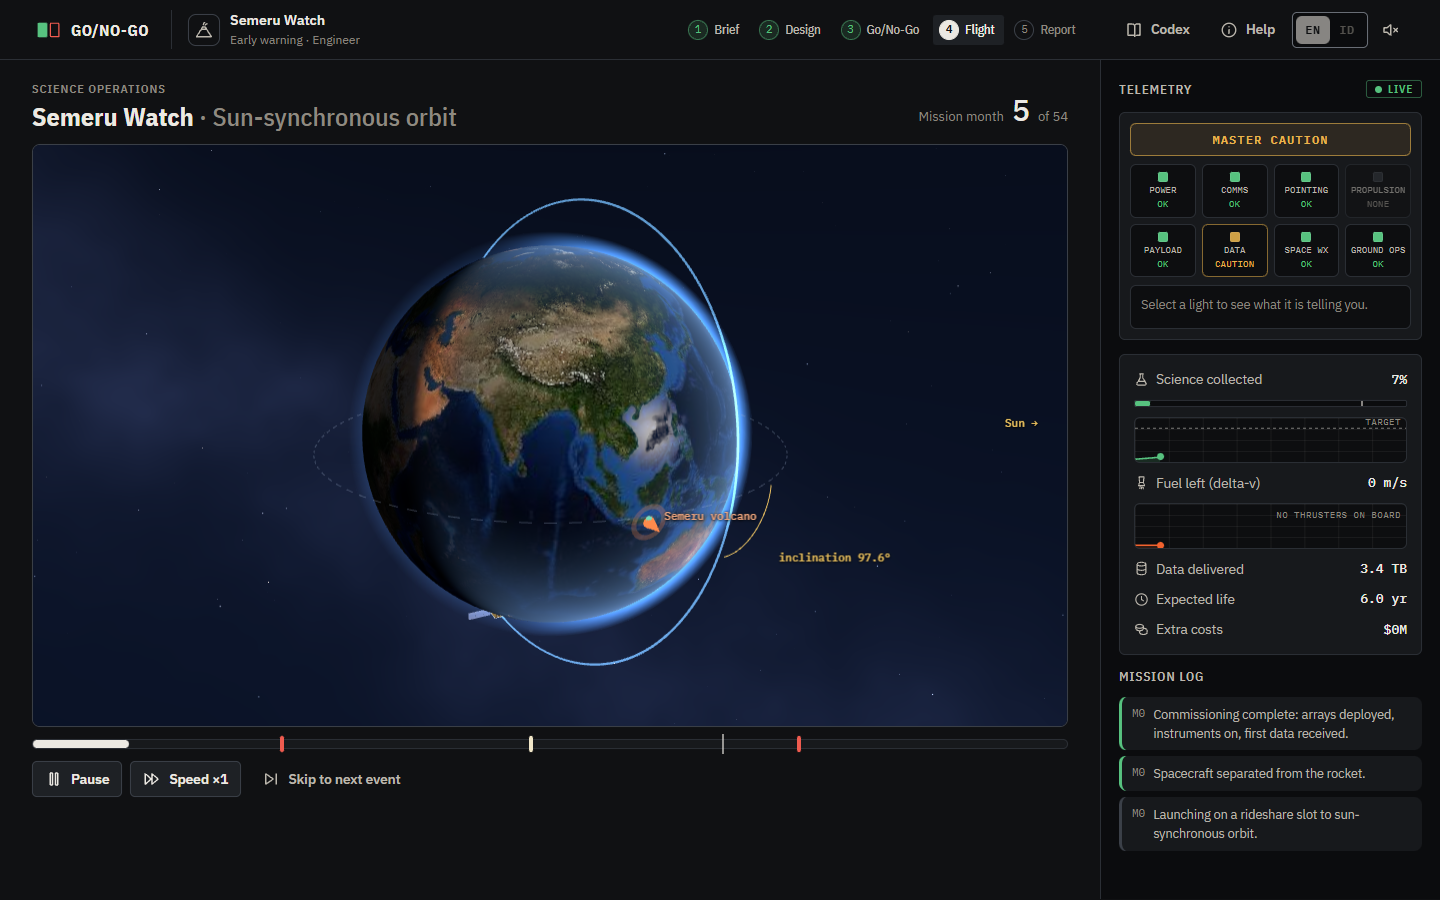 GO/NO-GO
Semeru Watch
Early warning · Engineer
1 Brief
2 Design
3 Go/No-Go
4 Flight
5 Report
Codex
Help
EN
ID
SCIENCE OPERATIONS
Semeru Watch · Sun-synchronous orbit
Mission month 5 of 54
Sun →
Semeru volcano
inclination 97.6°
Pause
Speed ×1
Skip to next event
TELEMETRY
LIVE
MASTER CAUTION
POWER
OK
COMMS
OK
POINTING
OK
PROPULSION
NONE
PAYLOAD
OK
DATA
CAUTION
SPACE WX
OK
GROUND OPS
OK
Select a light to see what it is telling you.
Science collected 7%
TARGET
Fuel left (delta-v) 0 m/s
NO THRUSTERS ON BOARD
Data delivered 3.4 TB
Expected life 6.0 yr
Extra costs $0M
MISSION LOG
M0 Commissioning complete: arrays deployed,
instruments on, first data received.
M0 Spacecraft separated from the rocket.
M0 Launching on a rideshare slot to sun-
synchronous orbit.